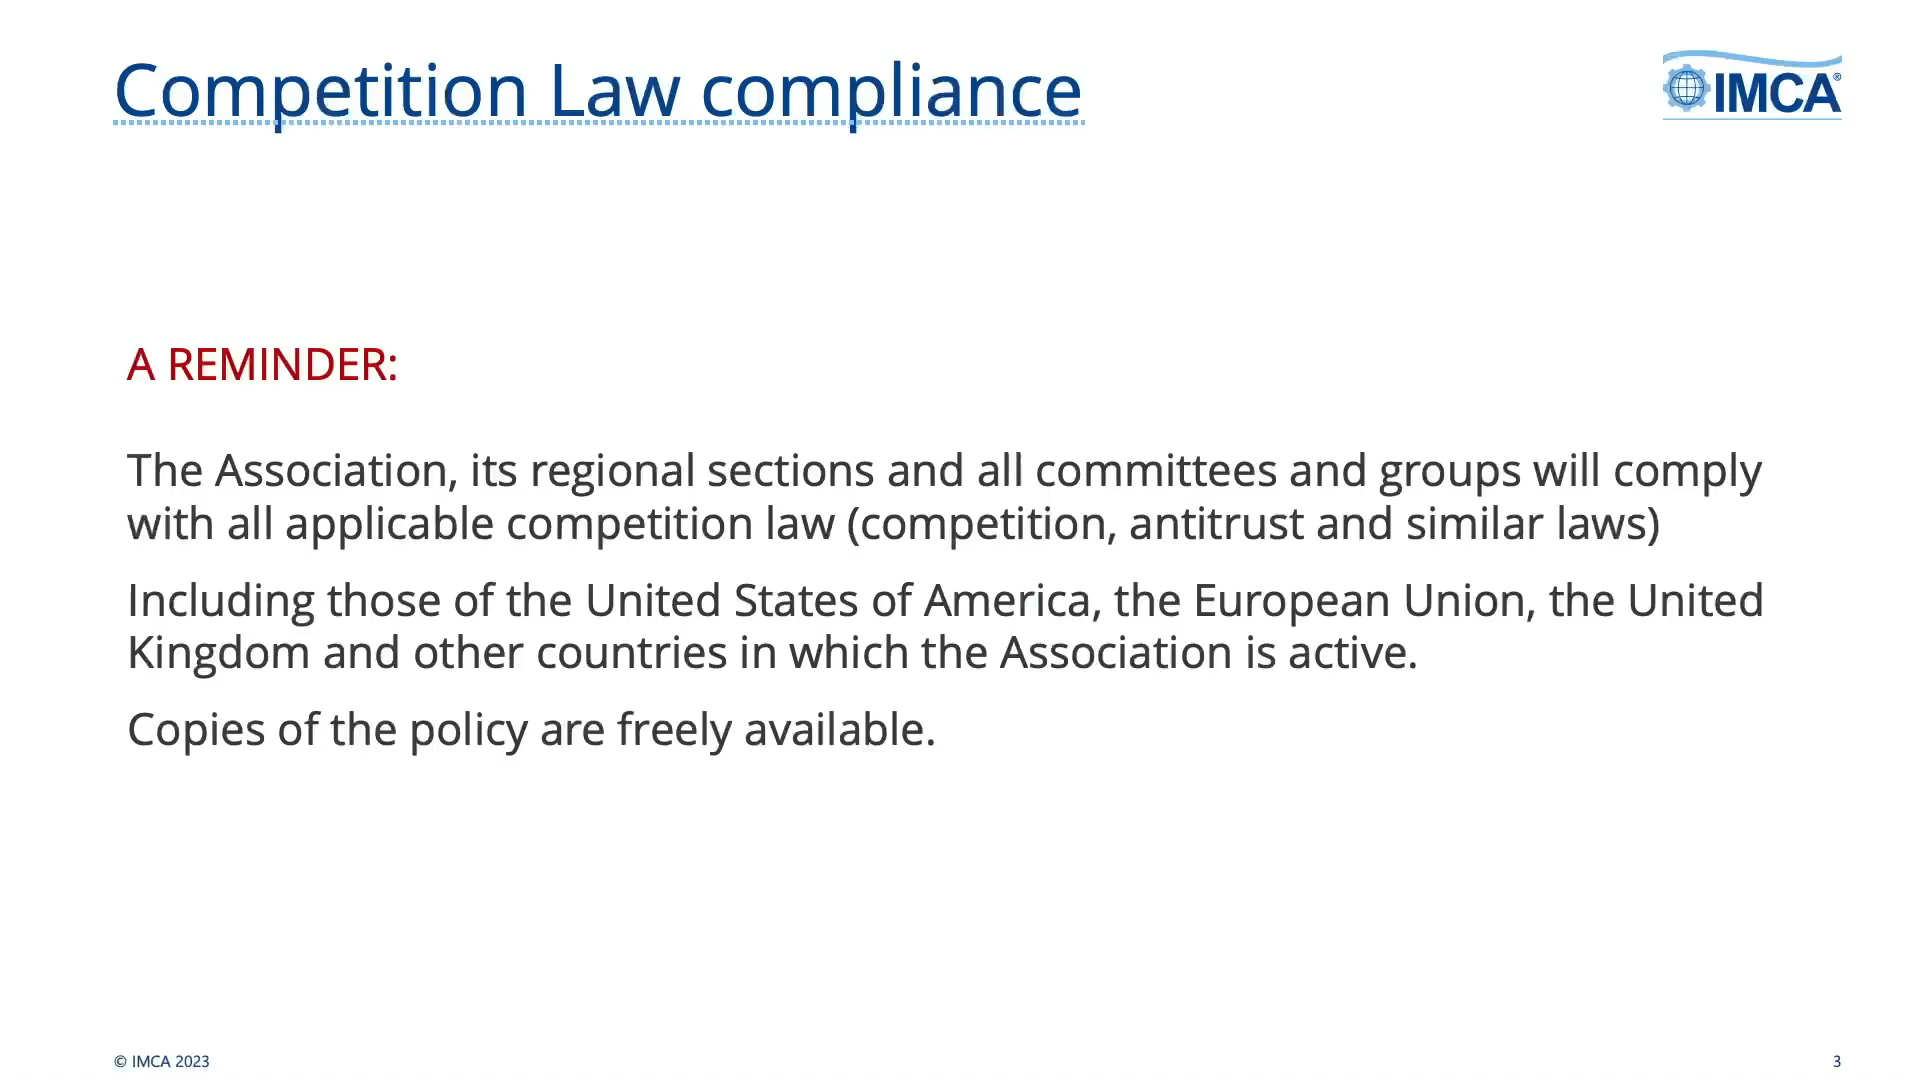 Competition Law compliance
IMCA®
A REMINDER:
The Association, its regional sections and all committees and groups will comply
with all applicable competition law (competition, antitrust and similar laws)
Including those of the United States of America, the European Union, the United
Kingdom and other countries in which the Association is active.
Copies of the policy are freely available.
© IMCA 2023
3